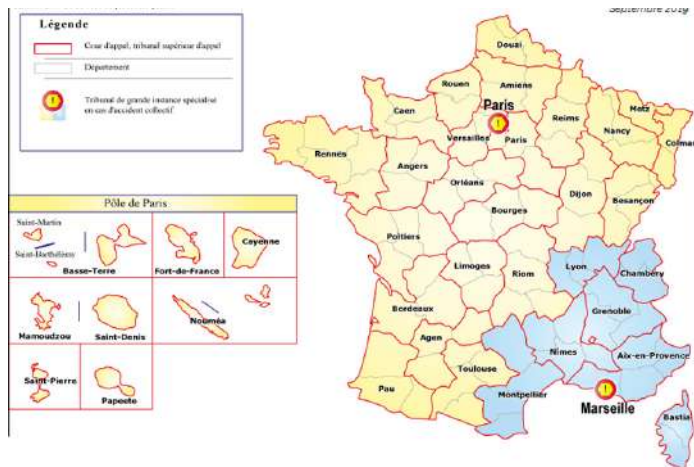 Septembre 2019
Légende
Cour d'appel, tribunal supérieur d'appel
Département
Tribunal de grande instance spécialisé
en cas d'accident collectif
Douai
Rouen
Amiens
Caen
Paris
Reims
Metz
Nancy
Colmar
Versailles
Paris
Rennes
Angers
Orléans
Dijon
Besançon
Bourges
Poitiers
Limoges
Riom
Lyon
Chambéry
Grenoble
Bordeaux
Agen
Nîmes
Aix-en-Provence
Toulouse
Pau
Montpellier
Marseille
Bastia
Pôle de Paris
Saint-Martin
Saint-Barthélémy
Basse-Terre
Fort-de-France
Cayenne
Mamoudzou
Saint-Denis
Nouméa
Saint-Pierre
Papeete